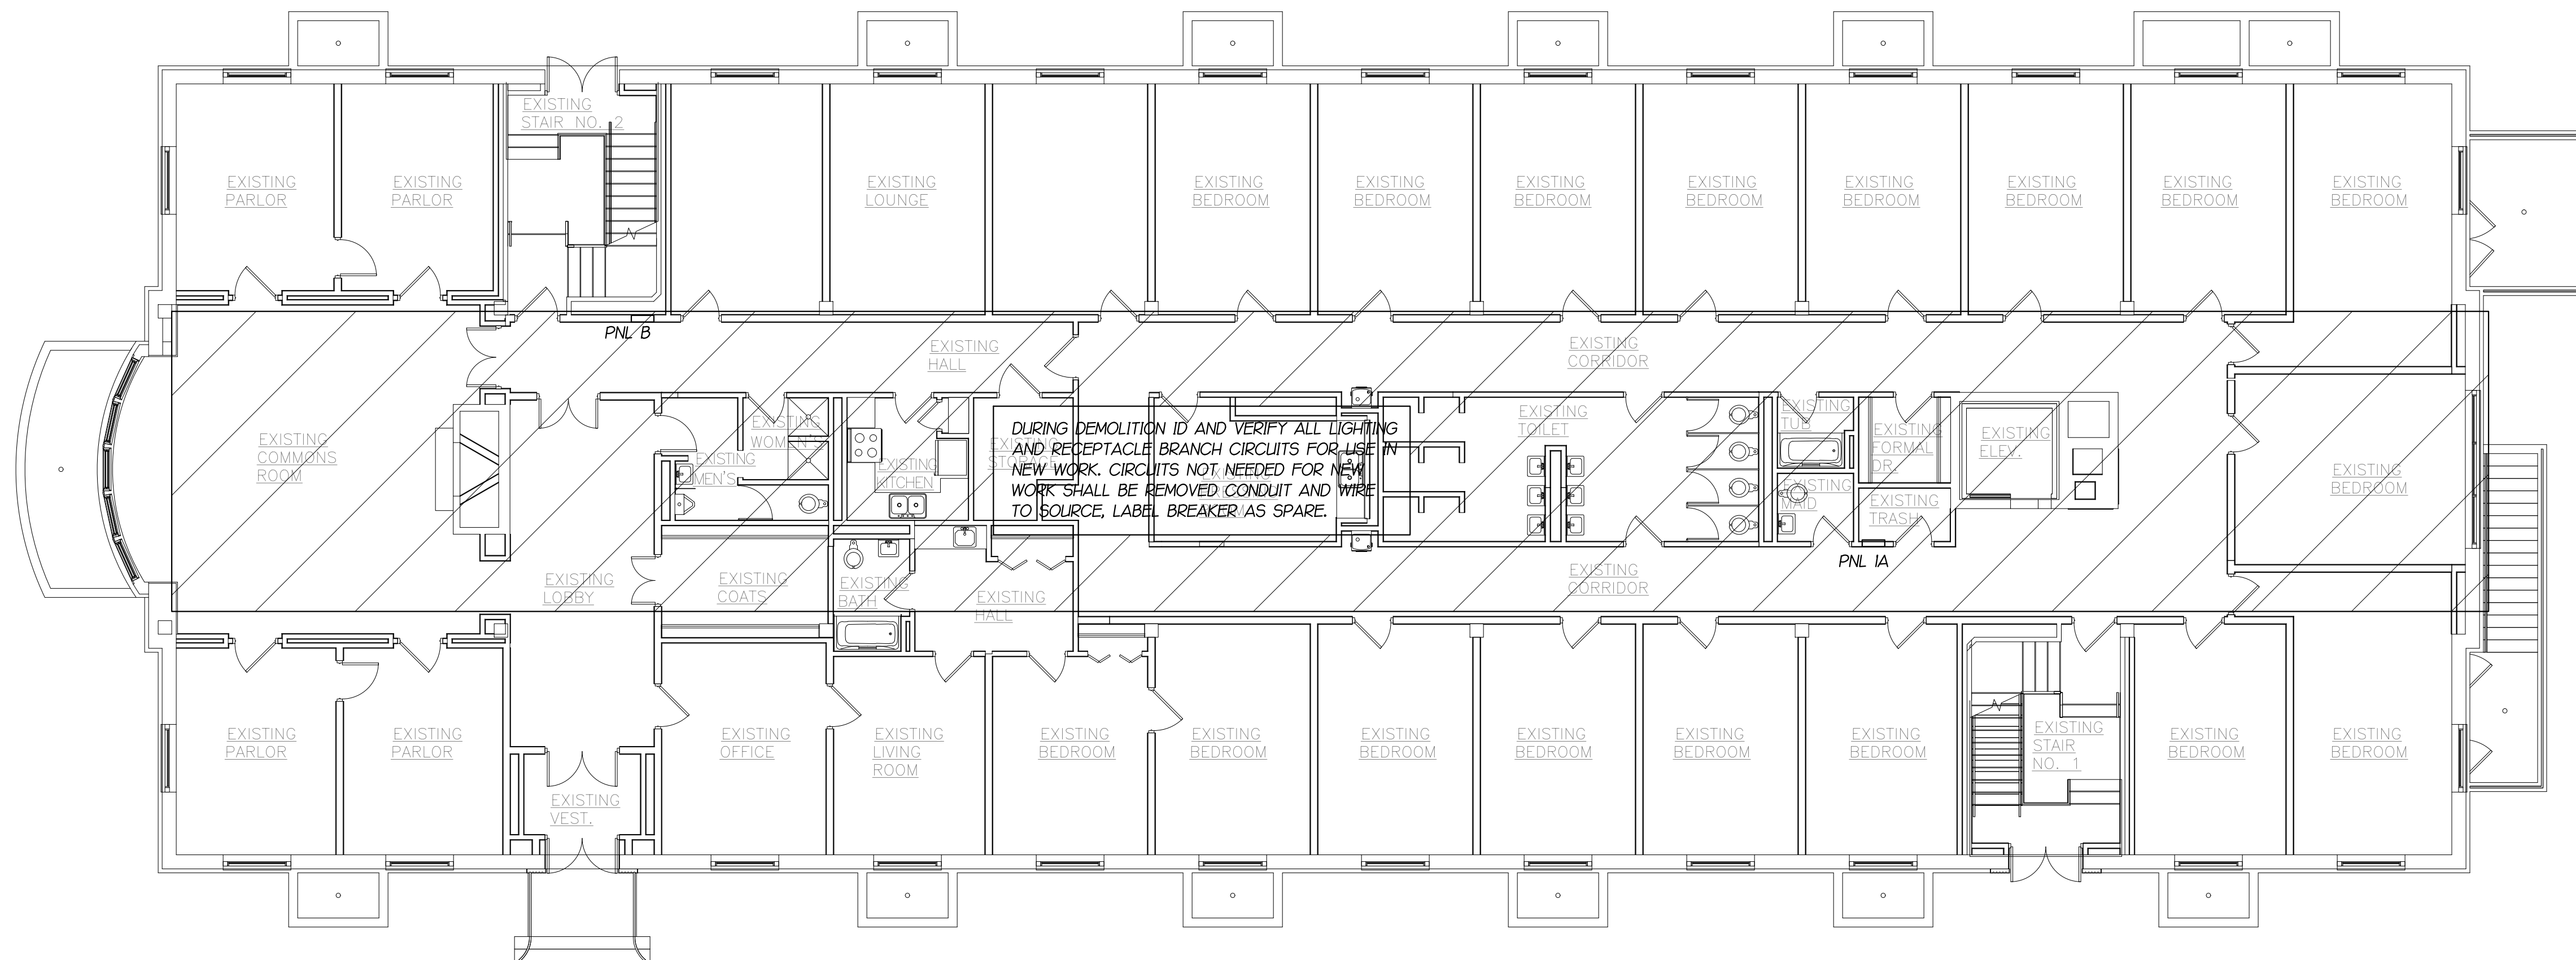 EXISTING
STAIR NO. 2
EXISTING
PARLOR
EXISTING
PARLOR
EXISTING
LOUNGE
EXISTING
BEDROOM
EXISTING
BEDROOM
EXISTING
BEDROOM
EXISTING
BEDROOM
EXISTING
BEDROOM
EXISTING
BEDROOM
EXISTING
BEDROOM
EXISTING
BEDROOM
PNL B
EXISTING
HALL
EXISTING
CORRIDOR
EXISTING
COMMONS
ROOM
EXISTING
WOMEN'S
EXISTING
MEN'S
EXISTING
KITCHEN
EXISTING
STORAGE
DURING DEMOLITION ID AND VERIFY ALL LIGHTING
AND RECEPTACLE BRANCH CIRCUITS FOR USE IN
NEW WORK. CIRCUITS NOT NEEDED FOR NEW
WORK SHALL BE REMOVED CONDUIT AND WIRE
TO SOURCE, LABEL BREAKER AS SPARE.
EXISTING
EXISTING
TOILET
EXISTING
TUB
EXISTING
FORMAL
DR.
EXISTING
ELEV.
EXISTING
MAID
EXISTING
TRASH
EXISTING
BEDROOM
PNL 1A
EXISTING
LOBBY
EXISTING
COATS
EXISTING
BATH
EXISTING
HALL
EXISTING
CORRIDOR
EXISTING
PARLOR
EXISTING
PARLOR
EXISTING
OFFICE
EXISTING
LIVING
ROOM
EXISTING
BEDROOM
EXISTING
BEDROOM
EXISTING
BEDROOM
EXISTING
BEDROOM
EXISTING
BEDROOM
EXISTING
BEDROOM
EXISTING
STAIR
NO. 1
EXISTING
BEDROOM
EXISTING
BEDROOM
EXISTING
VEST.